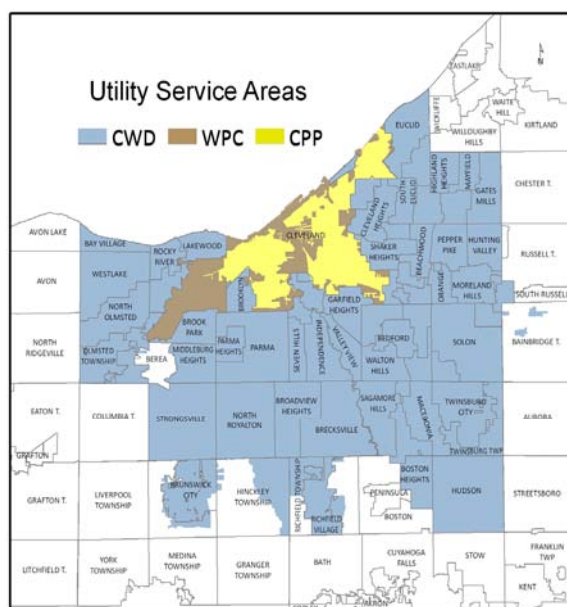 N
EASTLAKE
WICKLIFFE
WAITE
HILL
KIRTLAND
WILLOUGHBY
HILLS
Utility Service Areas
CWD WPC CPP
EUCLID
SOUTH
EUCLID
HIGHLAND
HEIGHTS
MAYFIELD
GATES
MILLS
CHESTER T.
CLEVELAND
HEIGHTS
CLEVELAND
AVON LAKE
BAY VILLAGE
ROCKY
RIVER
LAKEWOOD
SHAKER
HEIGHTS
BEACHWOOD
PEPPER
PIKE
HUNTING
VALLEY
RUSSELL T.
AVON
WESTLAKE
BROOKLYN
ORANGE
MORELAND
HILLS
SOUTH RUSSELL
NORTH
OLMSTED
GARFIELD
HEIGHTS
NORTH
RIDGEVILLE
OLMSTED
TOWNSHIP
BEREA
BROOK
PARK
MIDDLEBURG
HEIGHTS
PARMA
HEIGHTS
PARMA
SEVEN HILLS
INDEPENDENCE
VALLEY VIEW
BEDFORD
WALTON
HILLS
SOLON
BAINBRIDGE T.
EATON T.
COLUMBIA T.
STRONGSVILLE
NORTH
ROYALTON
BROADVIEW
HEIGHTS
BRECKSVILLE
SAGAMORE
HILLS
MACEDONIA
TWINSBURG
CITY
TWINSBURG TWP
AURORA
GRAFTON
GRAFTON T.
LIVERPOOL
TOWNSHIP
BRUNSWICK
CITY
HINCKLEY
TOWNSHIP
RICHFIELD TOWNSHIP
RICHFIELD
VILLAGE
PENINSULA
BOSTON
BOSTON
HEIGHTS
HUDSON
STREETSBORO
LITCHFIELD T.
YORK
TOWNSHIP
MEDINA
TOWNSHIP
GRANGER
TOWNSHIP
BATH
CUYAHOGA
FALLS
STOW
FRANKLIN
TWP
KENT
AKRON